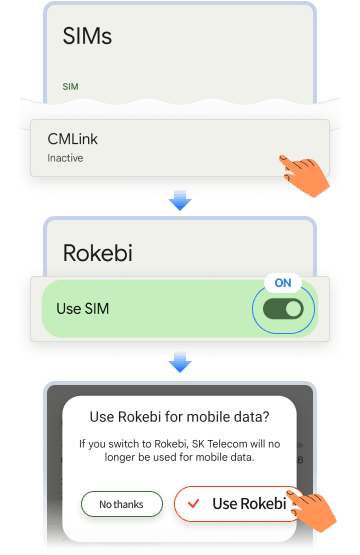 SIMs
SIM
CMLink
Inactive
Rokebi
ON
Use SIM
Use Rokebi for mobile data?
If you switch to Rokebi, SK Telecom will no
longer be used for mobile data.
No thanks
Use Rokebi